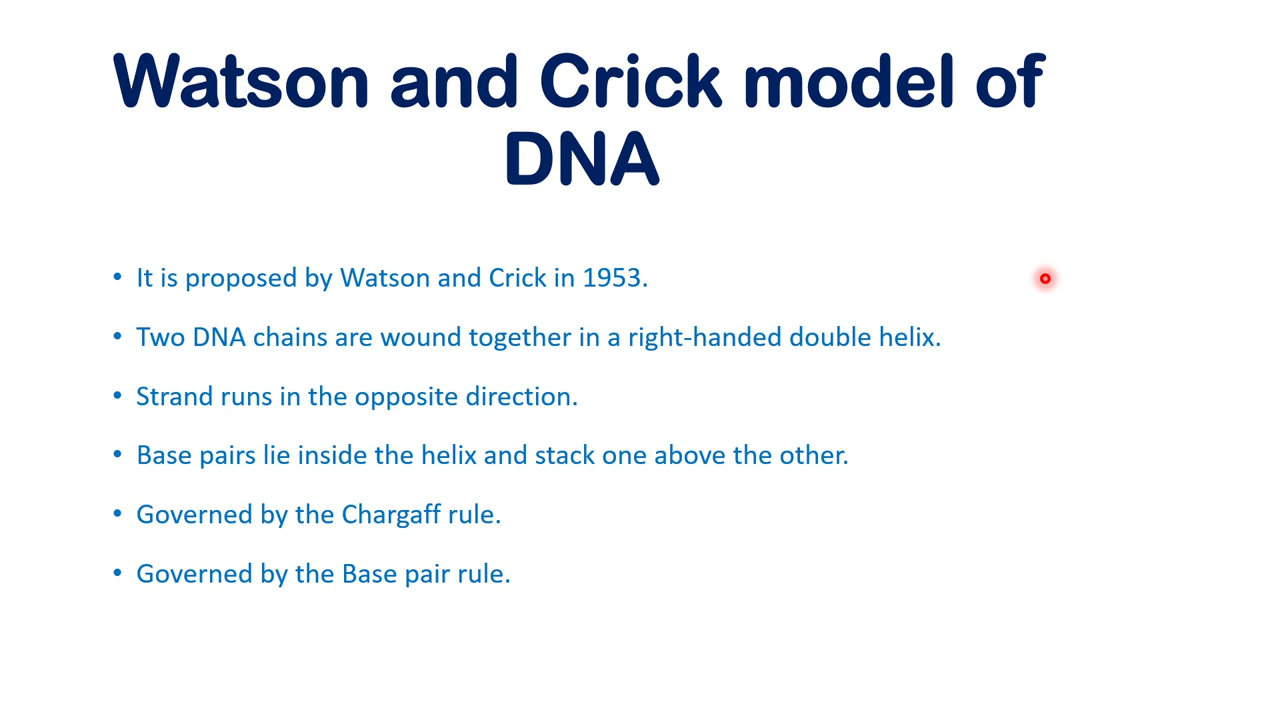 Watson and Crick model of
DNA
• It is proposed by Watson and Crick in 1953.
• Two DNA chains are wound together in a right-handed double helix.
• Strand runs in the opposite direction.
• Base pairs lie inside the helix and stack one above the other.
• Governed by the Chargaff rule.
• Governed by the Base pair rule.